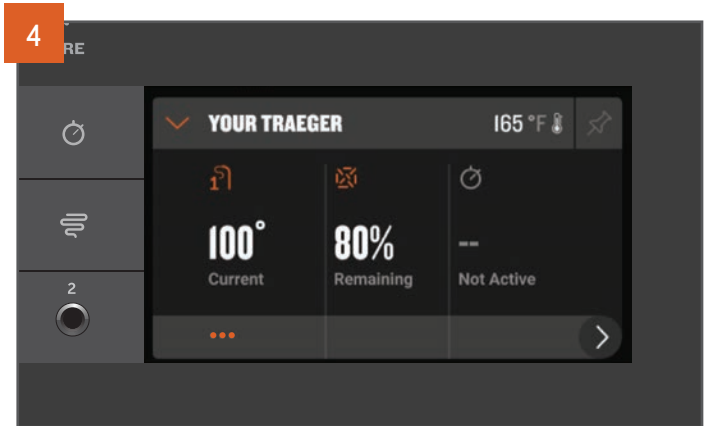 4
RE
YOUR TRAEGER 165 °F
1
100° 80% --
Current Remaining Not Active
2